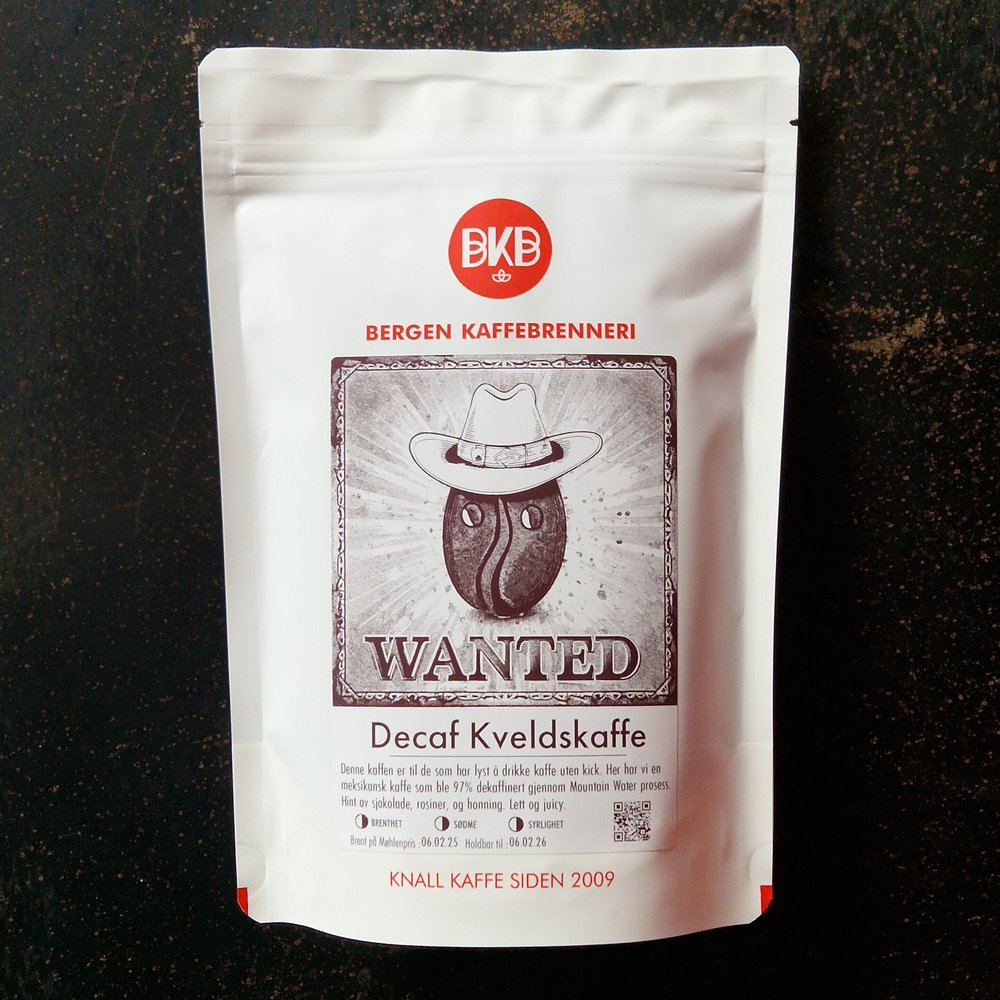 BKB
BERGEN KAFFEBRENNERI
WANTED
Decaf Kveldskaffe
Denne kaffen er til de som har lyst å drikke kaffe uten kick. Her har vi en
meksikansk kaffe som ble 97% dekaffinert gjennom Mountain Water prosess.
Hint av sjokolade, rosiner, og honning. Lett og juicy.
BRENTHET SØDME SYRLIGHET
Brent på Møhlenpris : 06.02.25 Holdbar til : 06.02.26
KNALL KAFFE SIDEN 2009